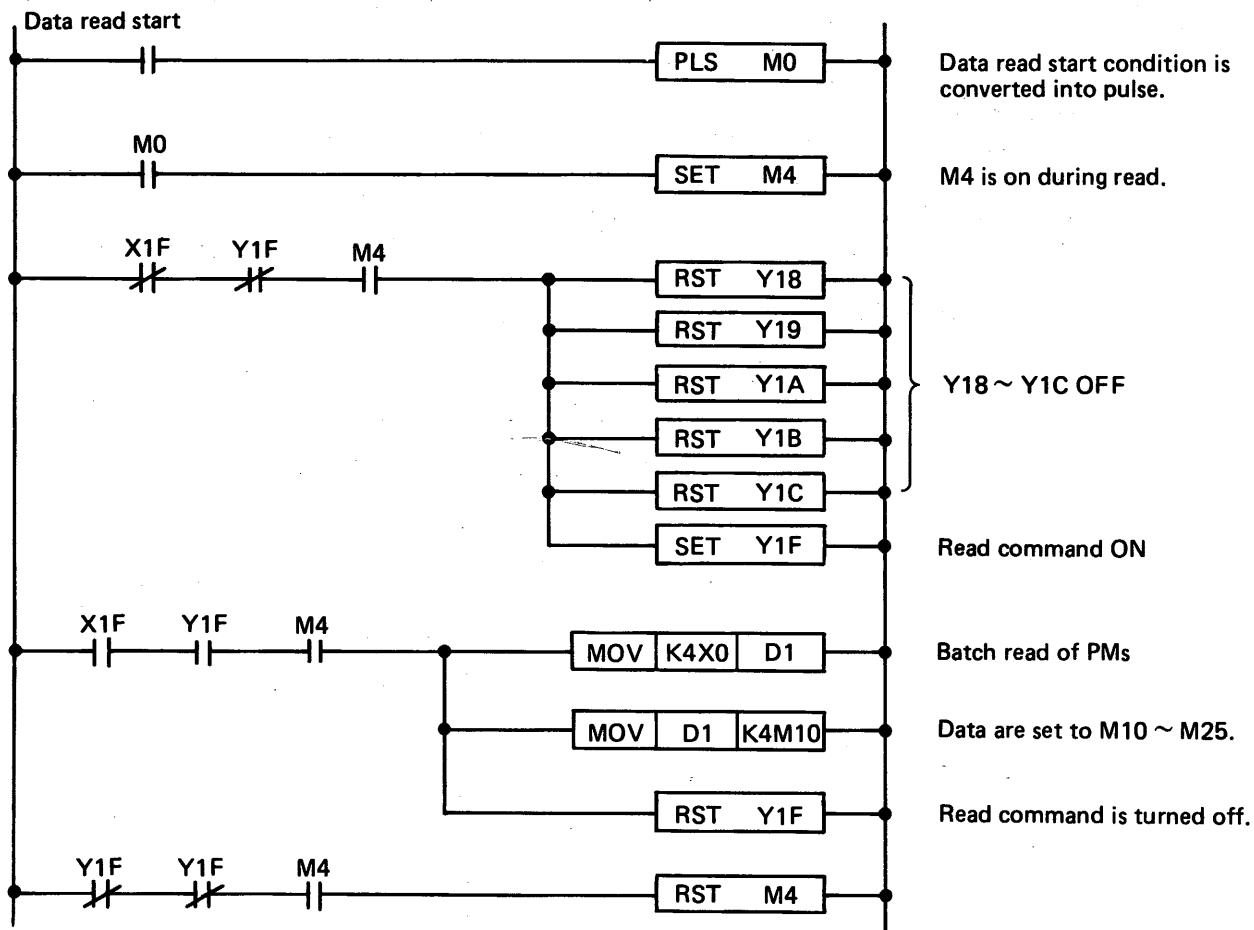 Data read start
PLS M0
Data read start condition is
converted into pulse.
M0
SET M4
M4 is on during read.
X1F Y1F M4
RST Y18
RST Y19
RST Y1A
Y18 ~ Y1C OFF
RST Y1B
RST Y1C
SET Y1F
Read command ON
X1F Y1F M4
MOV K4X0 D1
Batch read of PMs
MOV D1 K4M10
Data are set to M10 ~ M25.
RST Y1F
Read command is turned off.
Y1F Y1F M4
RST M4